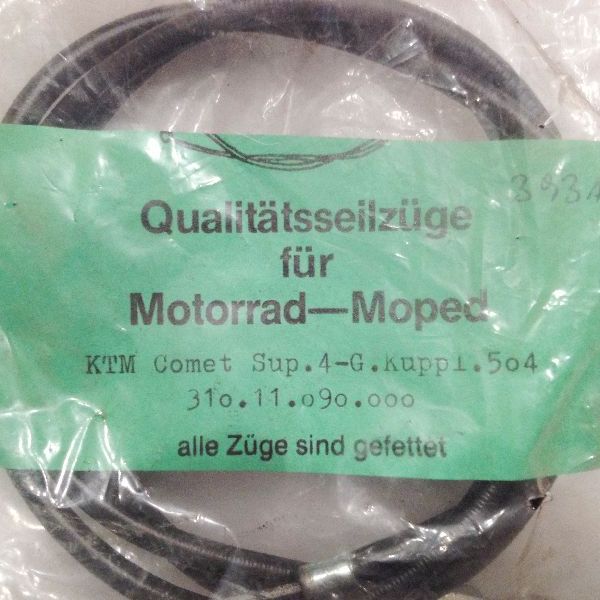 Qualitätsseilzüge
für
Motorrad—Moped
KTM Comet Sup.4-G.Kuppl.5o4
31o.11.o9o.ooo
alle Züge sind gefettet